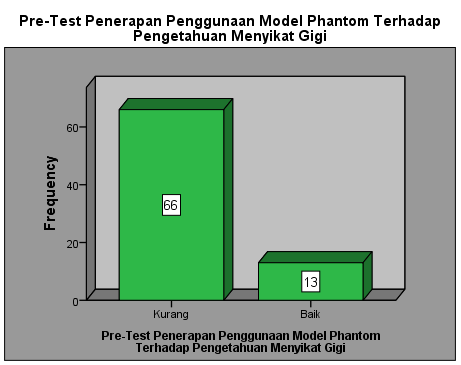 Pre-Test Penerapan Penggunaan Model Phantom Terhadap
Pengetahuan Menyikat Gigi
Frequency
60
40
20
0
66
13
Kurang
Baik
Pre-Test Penerapan Penggunaan Model Phantom
Terhadap Pengetahuan Menyikat Gigi